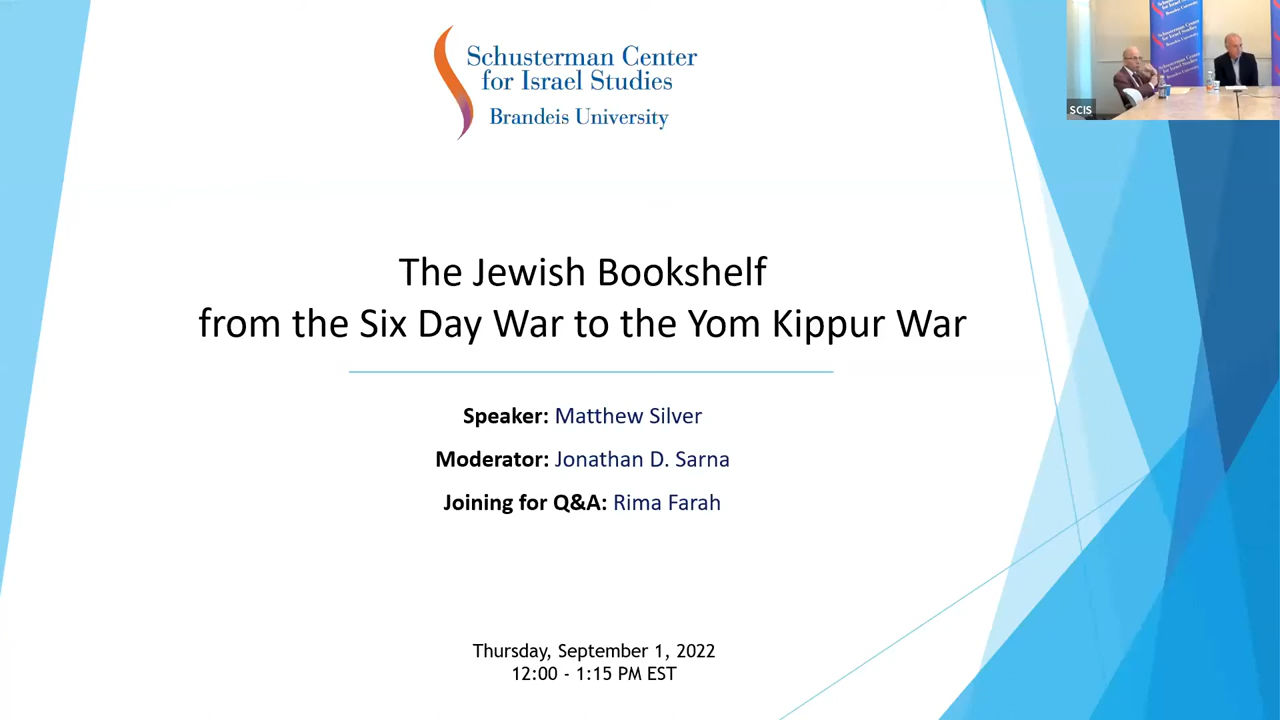 Schusterman Center
for Israel Studies
Brandeis University
SCIS
The Jewish Bookshelf
from the Six Day War to the Yom Kippur War
Speaker: Matthew Silver
Moderator: Jonathan D. Sarna
Joining for Q&A: Rima Farah
Thursday, September 1, 2022
12:00 - 1:15 PM EST